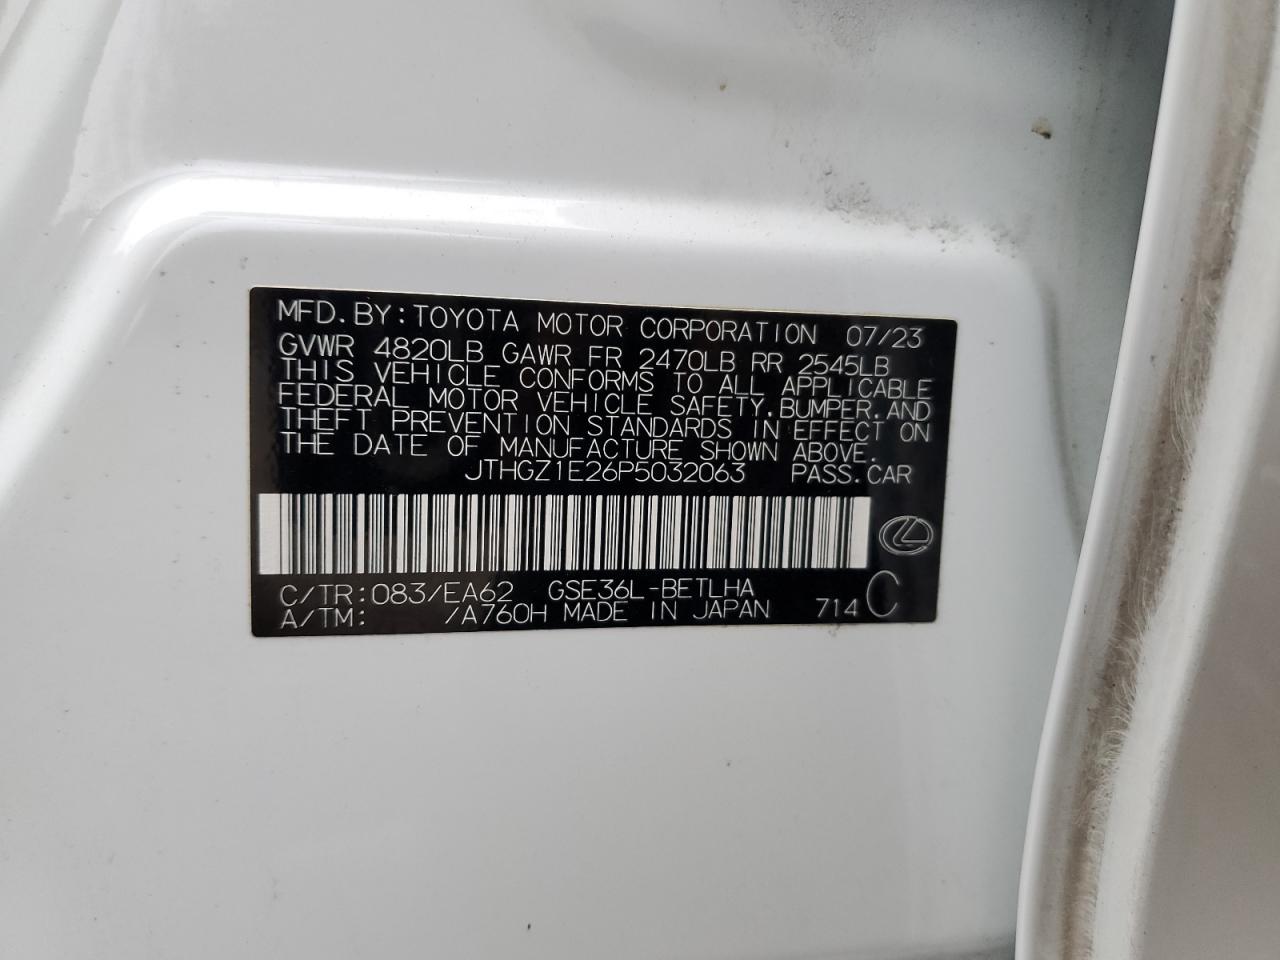 MFD.BY:TOYOTA MOTOR CORPORATION 07/23
GVWR 4820LB GAWR FR 2470LB RR 2545LB
THIS VEHICLE CONFORMS TO ALL APPLICABLE
FEDERAL MOTOR VEHICLE SAFETY,BUMPER,AND
THEFT PREVENTION STANDARDS IN EFFECT ON
THE DATE OF MANUFACTURE SHOWN ABOVE.
JTHGZ1E26P5032063 PASS.CAR
C/TR:083/EA62 GSE36L-BETLHA
A/TM: /A760H MADE IN JAPAN 714 C